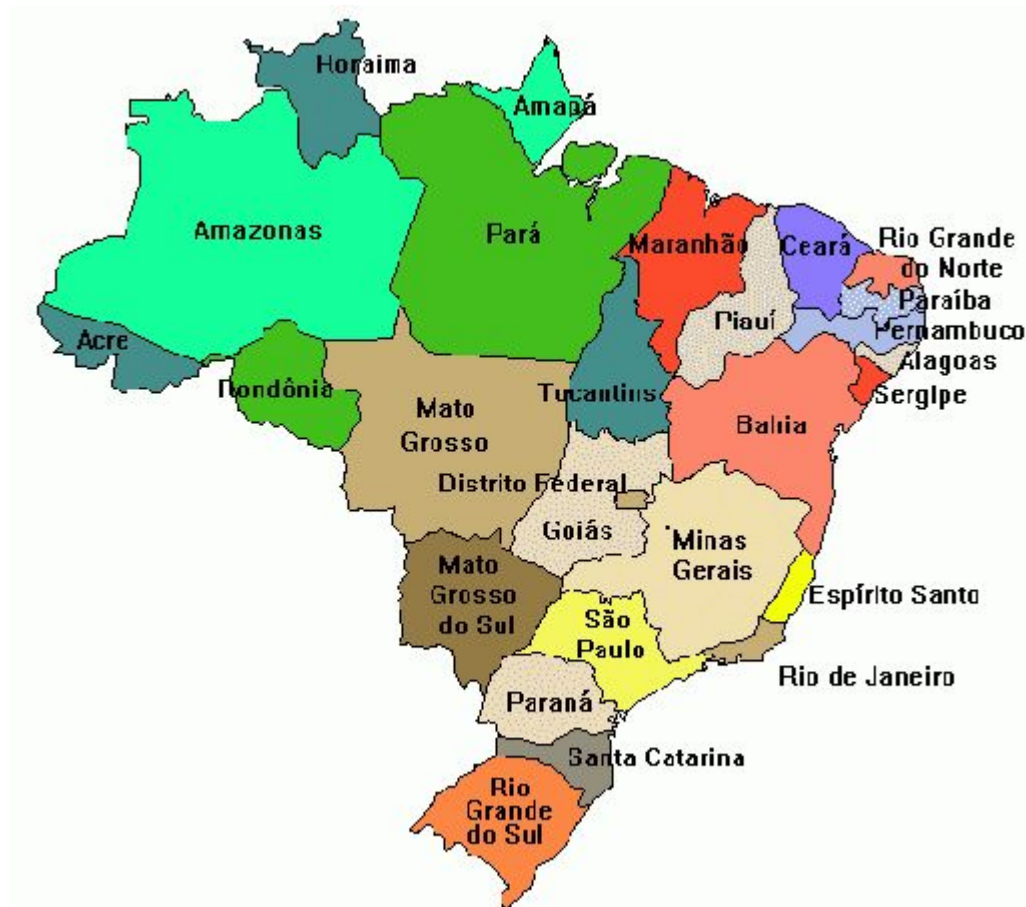 Horaima
Amapá
Amazonas
Pará
Maranhão
Ceará
Rio Grande
do Norte
Paraíba
Piauí
Pernambuco
Alagoas
Acre
Rondônia
Tucantins
Sergipe
Mato
Grosso
Bahia
Distrito Federal
Goiás
Minas
Gerais
Mato
Grosso
do Sul
Espírito Santo
São
Paulo
Rio de Janeiro
Paraná
Santa Catarina
Rio
Grande
do Sul